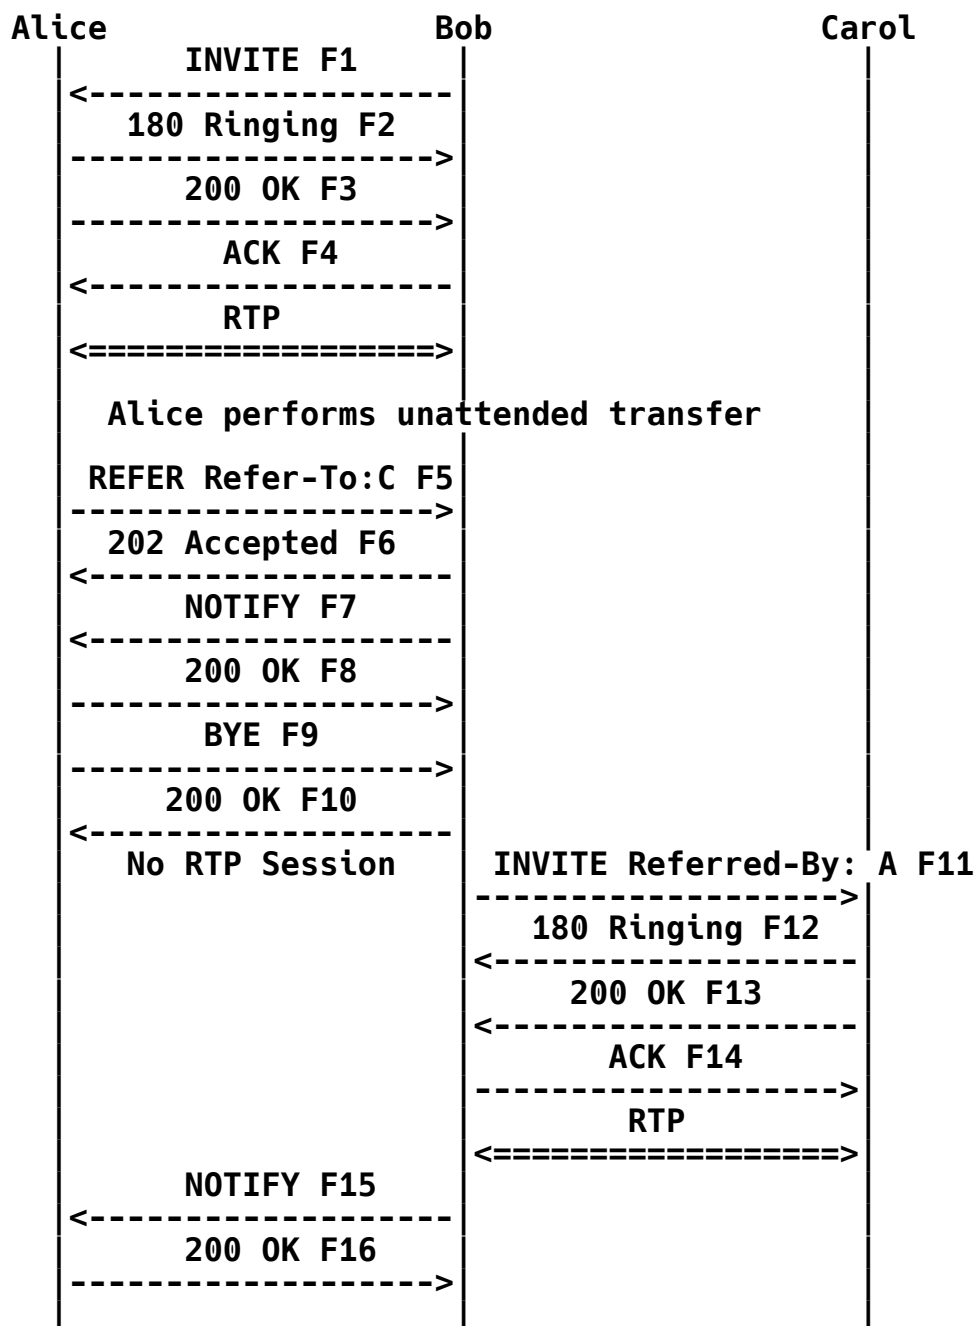 Alice Bob Carol
INVITE F1
<-------------------
180 Ringing F2
------------------->
200 OK F3
------------------->
ACK F4
<-------------------
RTP
<==================>
Alice performs unattended transfer
REFER Refer-To:C F5
------------------->
202 Accepted F6
<-------------------
NOTIFY F7
<-------------------
200 OK F8
------------------->
BYE F9
------------------->
200 OK F10
<-------------------
No RTP Session INVITE Referred-By: A F11
------------------->
180 Ringing F12
<-------------------
200 OK F13
<-------------------
ACK F14
------------------->
RTP
<==================>
NOTIFY F15
<-------------------
200 OK F16
------------------->